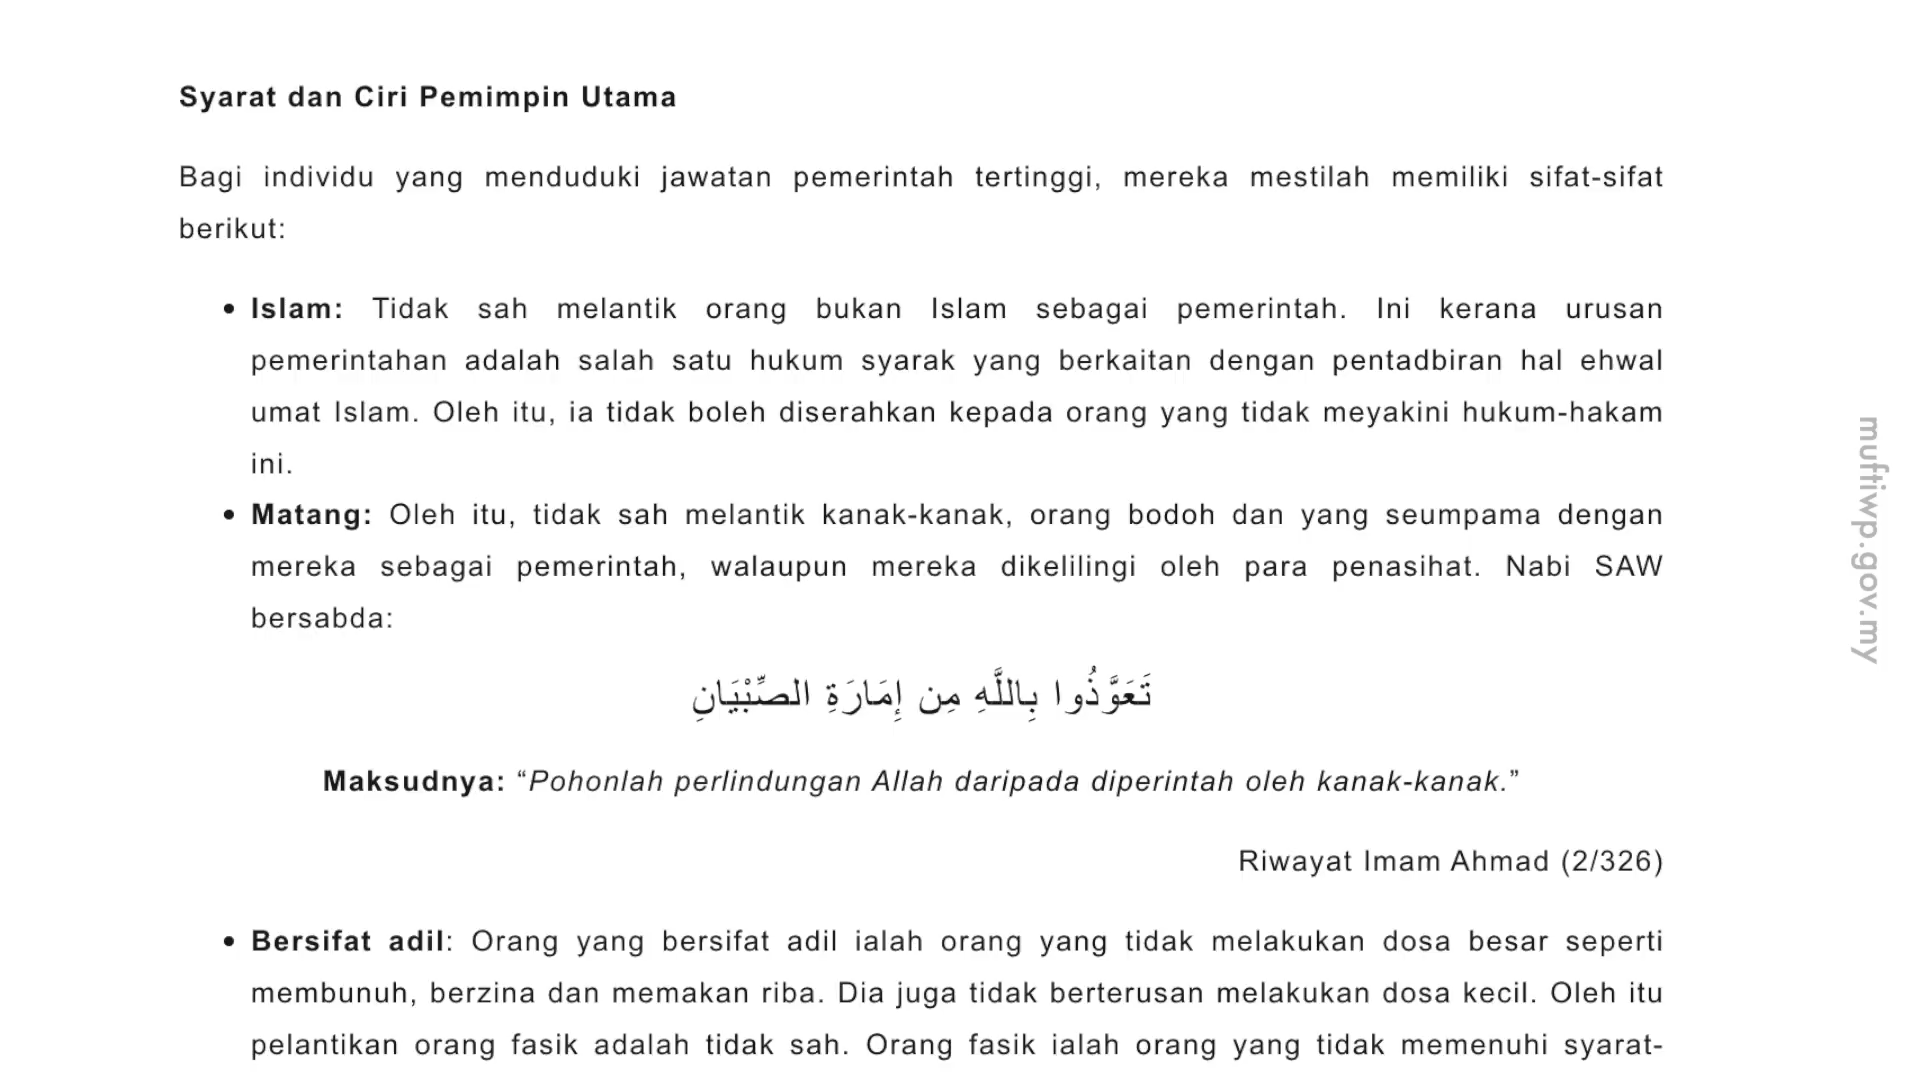 Syarat dan Ciri Pemimpin Utama
Bagi individu yang menduduki jawatan pemerintah tertinggi, mereka mestilah memiliki sifat-sifat
berikut:
• Islam: Tidak sah melantik orang bukan Islam sebagai pemerintah. Ini kerana urusan
pemerintahan adalah salah satu hukum syarak yang berkaitan dengan pentadbiran hal ehwal
umat Islam. Oleh itu, ia tidak boleh diserahkan kepada orang yang tidak meyakini hukum-hakam
ini.
• Matang: Oleh itu, tidak sah melantik kanak-kanak, orang bodoh dan yang seumpama dengan
mereka sebagai pemerintah, walaupun mereka dikelilingi oleh para penasihat. Nabi SAW
bersabda:
تَعَوَّذُوا بِاللَّهِ مِن إِمَارَةِ الصِّبْيَانِ
Maksudnya: “Pohonlah perlindungan Allah daripada diperintah oleh kanak-kanak.”
Riwayat Imam Ahmad (2/326)
• Bersifat adil: Orang yang bersifat adil ialah orang yang tidak melakukan dosa besar seperti
membunuh, berzina dan memakan riba. Dia juga tidak berterusan melakukan dosa kecil. Oleh itu
pelantikan orang fasik adalah tidak sah. Orang fasik ialah orang yang tidak memenuhi syarat-
muftiwp.gov.my